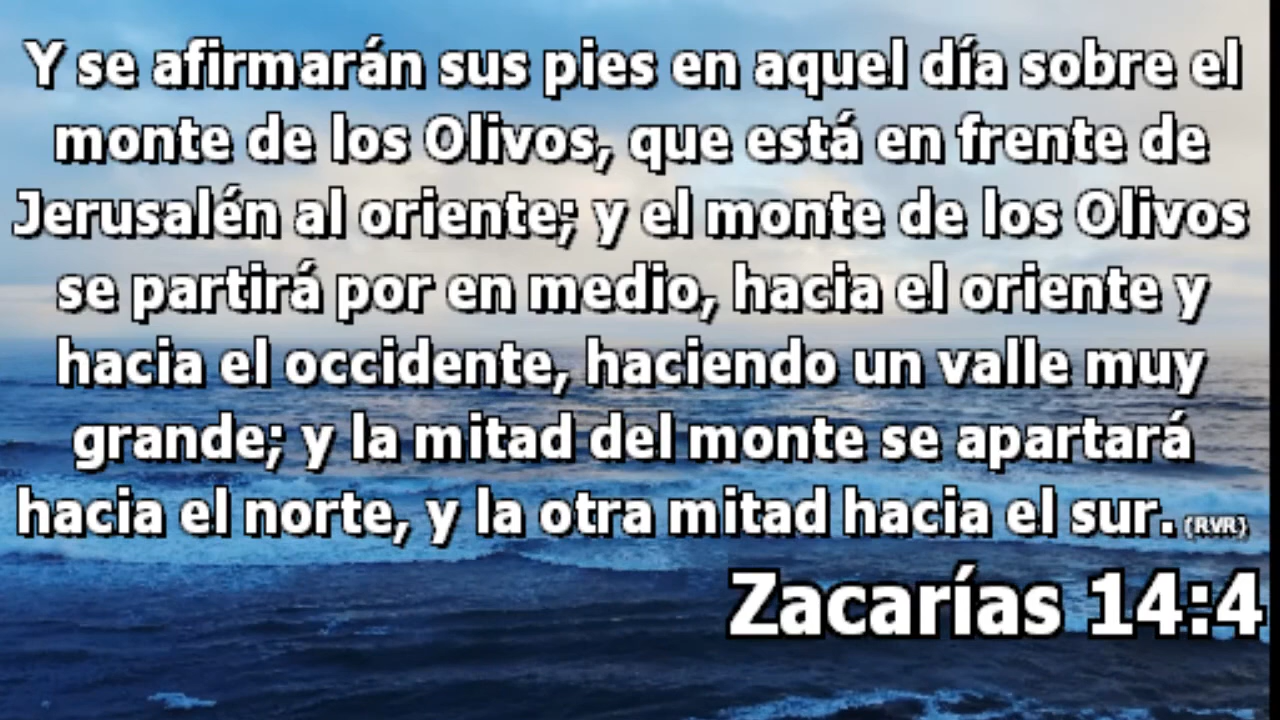 Y se afirmarán sus pies en aquel día sobre el
monte de los Olivos, que está en frente de
Jerusalén al oriente; y el monte de los Olivos
se partirá por en medio, hacia el oriente y
hacia el occidente, haciendo un valle muy
grande; y la mitad del monte se apartará
hacia el norte, y la otra mitad hacia el sur. (RVR)
Zacarías 14:4